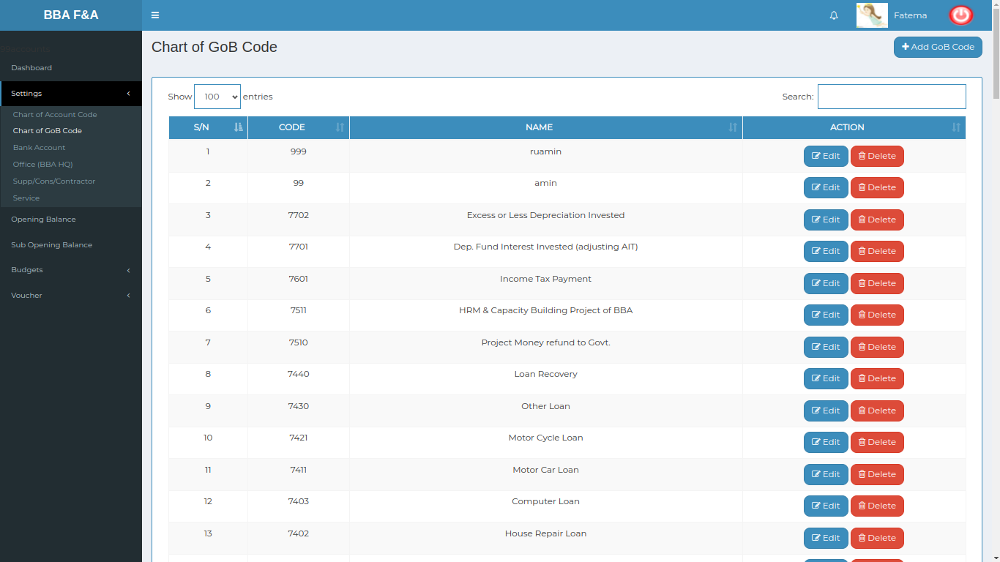 BBA F&A
Fatema
Chart of GoB Code
Add GoB Code
Dashboard
Settings
Chart of Account Code
Chart of GoB Code
Bank Account
Office (BBA HQ)
Supp/Cons/Contractor
Service
Opening Balance
Sub Opening Balance
Budgets
Voucher
Show 100 entries
Search:
S/N CODE NAME ACTION
1 999 ruamin Edit Delete
2 99 amin Edit Delete
3 7702 Excess or Less Depreciation Invested Edit Delete
4 7701 Dep. Fund Interest Invested (adjusting AIT) Edit Delete
5 7601 Income Tax Payment Edit Delete
6 7511 HRM & Capacity Building Project of BBA Edit Delete
7 7510 Project Money refund to Govt. Edit Delete
8 7440 Loan Recovery Edit Delete
9 7430 Other Loan Edit Delete
10 7421 Motor Cycle Loan Edit Delete
11 7411 Motor Car Loan Edit Delete
12 7403 Computer Loan Edit Delete
13 7402 House Repair Loan Edit Delete